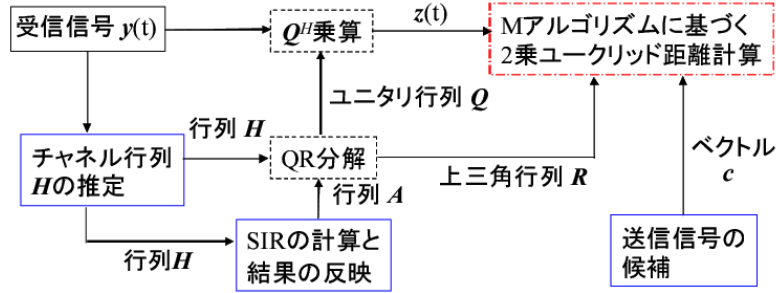 受信信号 y(t)
Q^H乗算
z(t)
Mアルゴリズムに基づく
2乗ユークリッド距離計算
ユニタリ行列 Q
行列 H
チャネル行列
Hの推定
QR分解
上三角行列 R
ベクトル
c
行列 A
行列H
SIRの計算と
結果の反映
送信信号の
候補